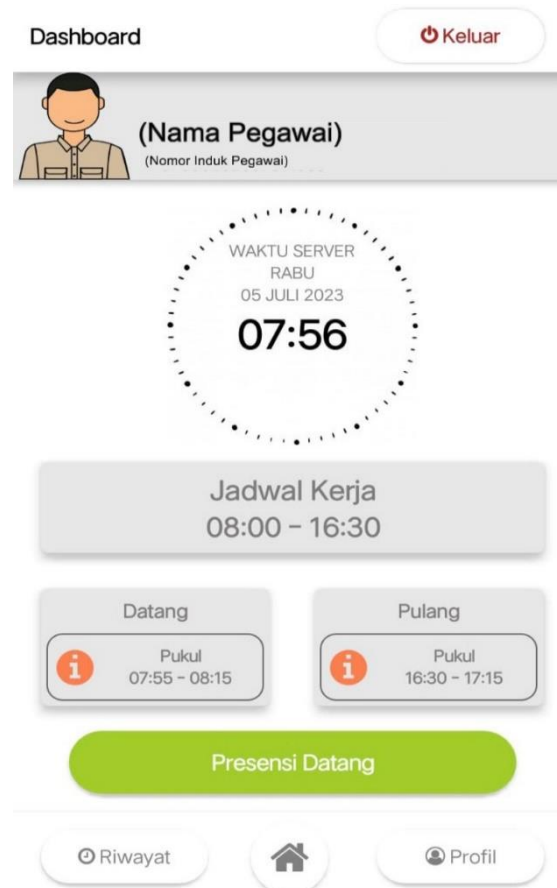 Dashboard
Keluar
(Nama Pegawai)
(Nomor Induk Pegawai)
WAKTU SERVER
RABU
05 JULI 2023
07:56
Jadwal Kerja
08:00 - 16:30
Datang
Pukul
07:55 - 08:15
Pulang
Pukul
16:30 - 17:15
Presensi Datang
Riwayat
Profil